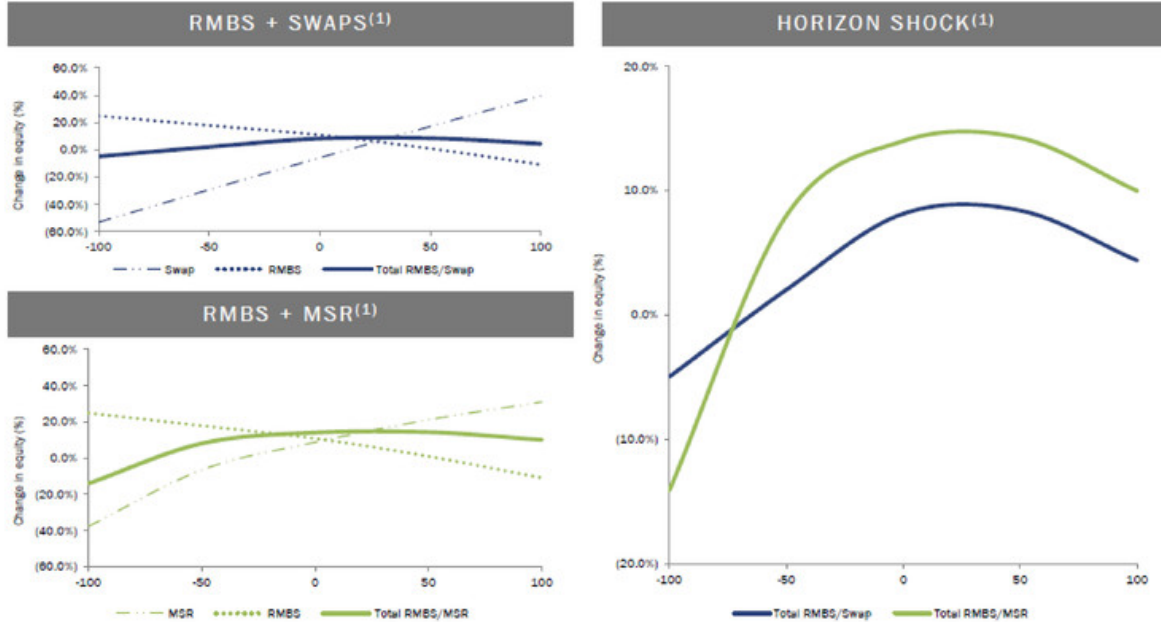 RMBS + SWAPS(1)
Change in equity (%)
60.0%
40.0%
20.0%
0.0%
(20.0%)
(40.0%)
(60.0%)
-100 -50 0 50 100
Swap RMBS Total RMBS/Swap
RMBS + MSR(1)
Change in equity (%)
60.0%
40.0%
20.0%
0.0%
(20.0%)
(40.0%)
(60.0%)
-100 -50 0 50 100
MSR RMBS Total RMBS/MSR
HORIZON SHOCK(1)
Change in equity (%)
20.0%
10.0%
0.0%
(10.0%)
(20.0%)
-100 -50 0 50 100
Total RMBS/Swap Total RMBS/MSR